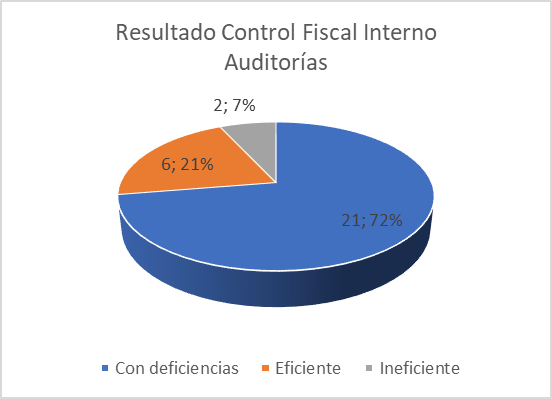 Resultado Control Fiscal Interno
Auditorías
2; 7%
6; 21%
21; 72%
Con deficiencias
Eficiente
Ineficiente